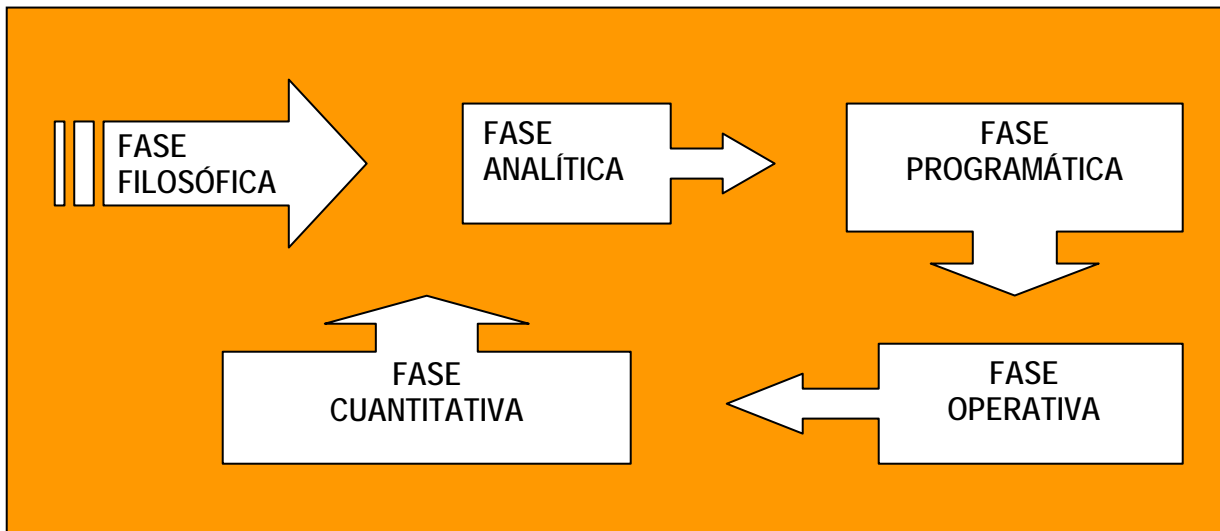 FASE
FILOSÓFICA
FASE
ANALÍTICA
FASE
PROGRAMÁTICA
FASE
OPERATIVA
FASE
CUANTITATIVA